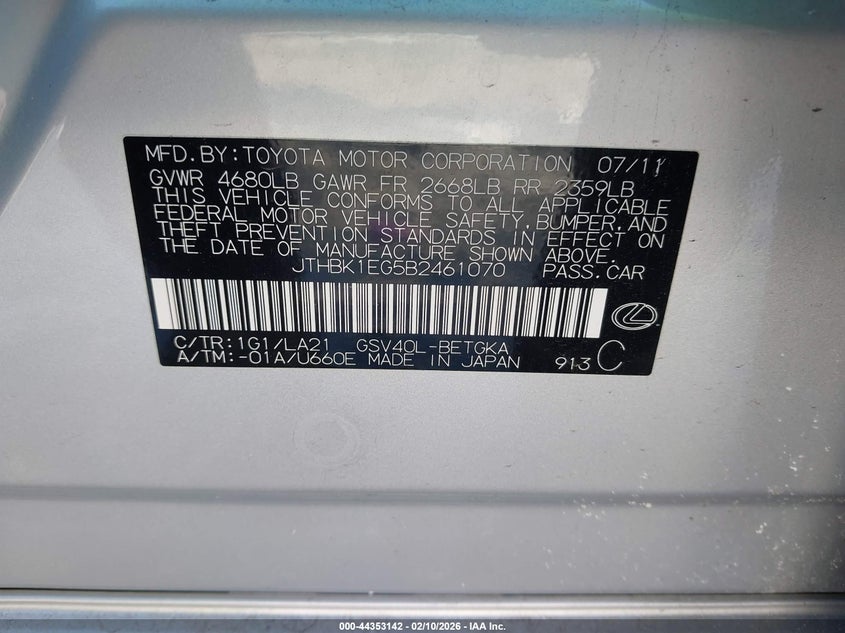 MFD.BY:TOYOTA MOTOR CORPORATION 07/11
GVWR 4680LB GAWR FR 2668LB RR 2359LB
THIS VEHICLE CONFORMS TO ALL APPLICABLE
FEDERAL MOTOR VEHICLE SAFETY, BUMPER, AND
THEFT PREVENTION STANDARDS IN EFFECT ON
THE DATE OF MANUFACTURE SHOWN ABOVE.
JTHBK1EG5B2461070 PASS.CAR
C/TR:1G1/LA21 GSV40L-BETGKA
A/TM:-01A/U660E MADE IN JAPAN 913 C
000-44353142 - 02/10/2026 - IAA Inc.